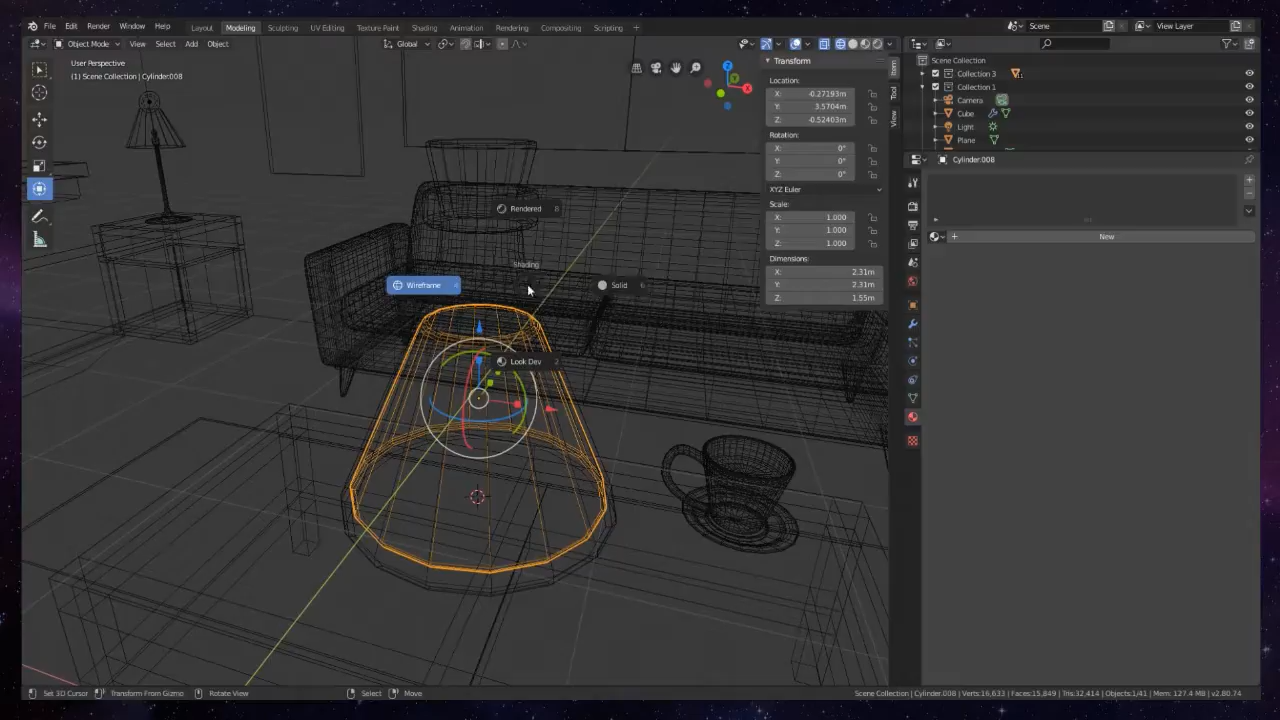 File Edit Render Window Help Layout Modeling Sculpting UV Editing Texture Paint Shading Animation Rendering Compositing Scripting + Scene View Layer
Object Mode View Select Add Object Global
User Perspective
(1) Scene Collection | Cylinder.008
Transform
Location:
X: -0.27193m
Y: 3.5704m
Z: -0.52403m
Rotation:
X: 0°
Y: 0°
Z: 0°
XYZ Euler
Scale:
X: 1.000
Y: 1.000
Z: 1.000
Dimensions:
X: 2.31m
Y: 2.31m
Z: 1.55m
Item
Tool
View
Scene Collection
Collection 3
Collection 1
Camera
Cube
Light
Plane
Cylinder.008
New
Rendered 8
Shading
Wireframe 4
Solid 6
Look Dev 2
Set 3D Cursor Transform From Gizmo Rotate View Select Move Scene Collection | Cylinder.008 | Verts:16,633 | Faces:15,849 | Tris:32,414 | Objects:1/41 | Mem: 127.4 MB | v2.80.74